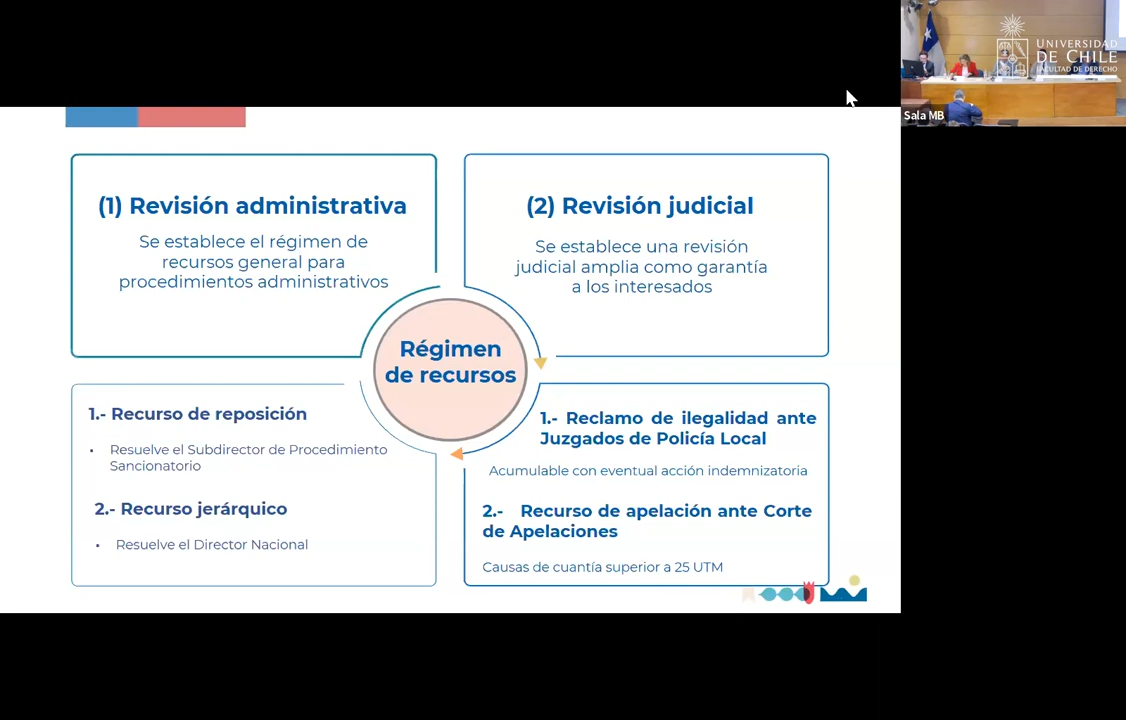 UNIVERSIDAD
DE CHILE
FACULTAD DE DERECHO
Sala MB
(1) Revisión administrativa
Se establece el régimen de
recursos general para
procedimientos administrativos
(2) Revisión judicial
Se establece una revisión
judicial amplia como garantía
a los interesados
Régimen
de recursos
1.- Recurso de reposición
• Resuelve el Subdirector de Procedimiento
Sancionatorio
2.- Recurso jerárquico
• Resuelve el Director Nacional
1.- Reclamo de ilegalidad ante
Juzgados de Policía Local
Acumulable con eventual acción indemnizatoria
2.- Recurso de apelación ante Corte
de Apelaciones
Causas de cuantía superior a 25 UTM